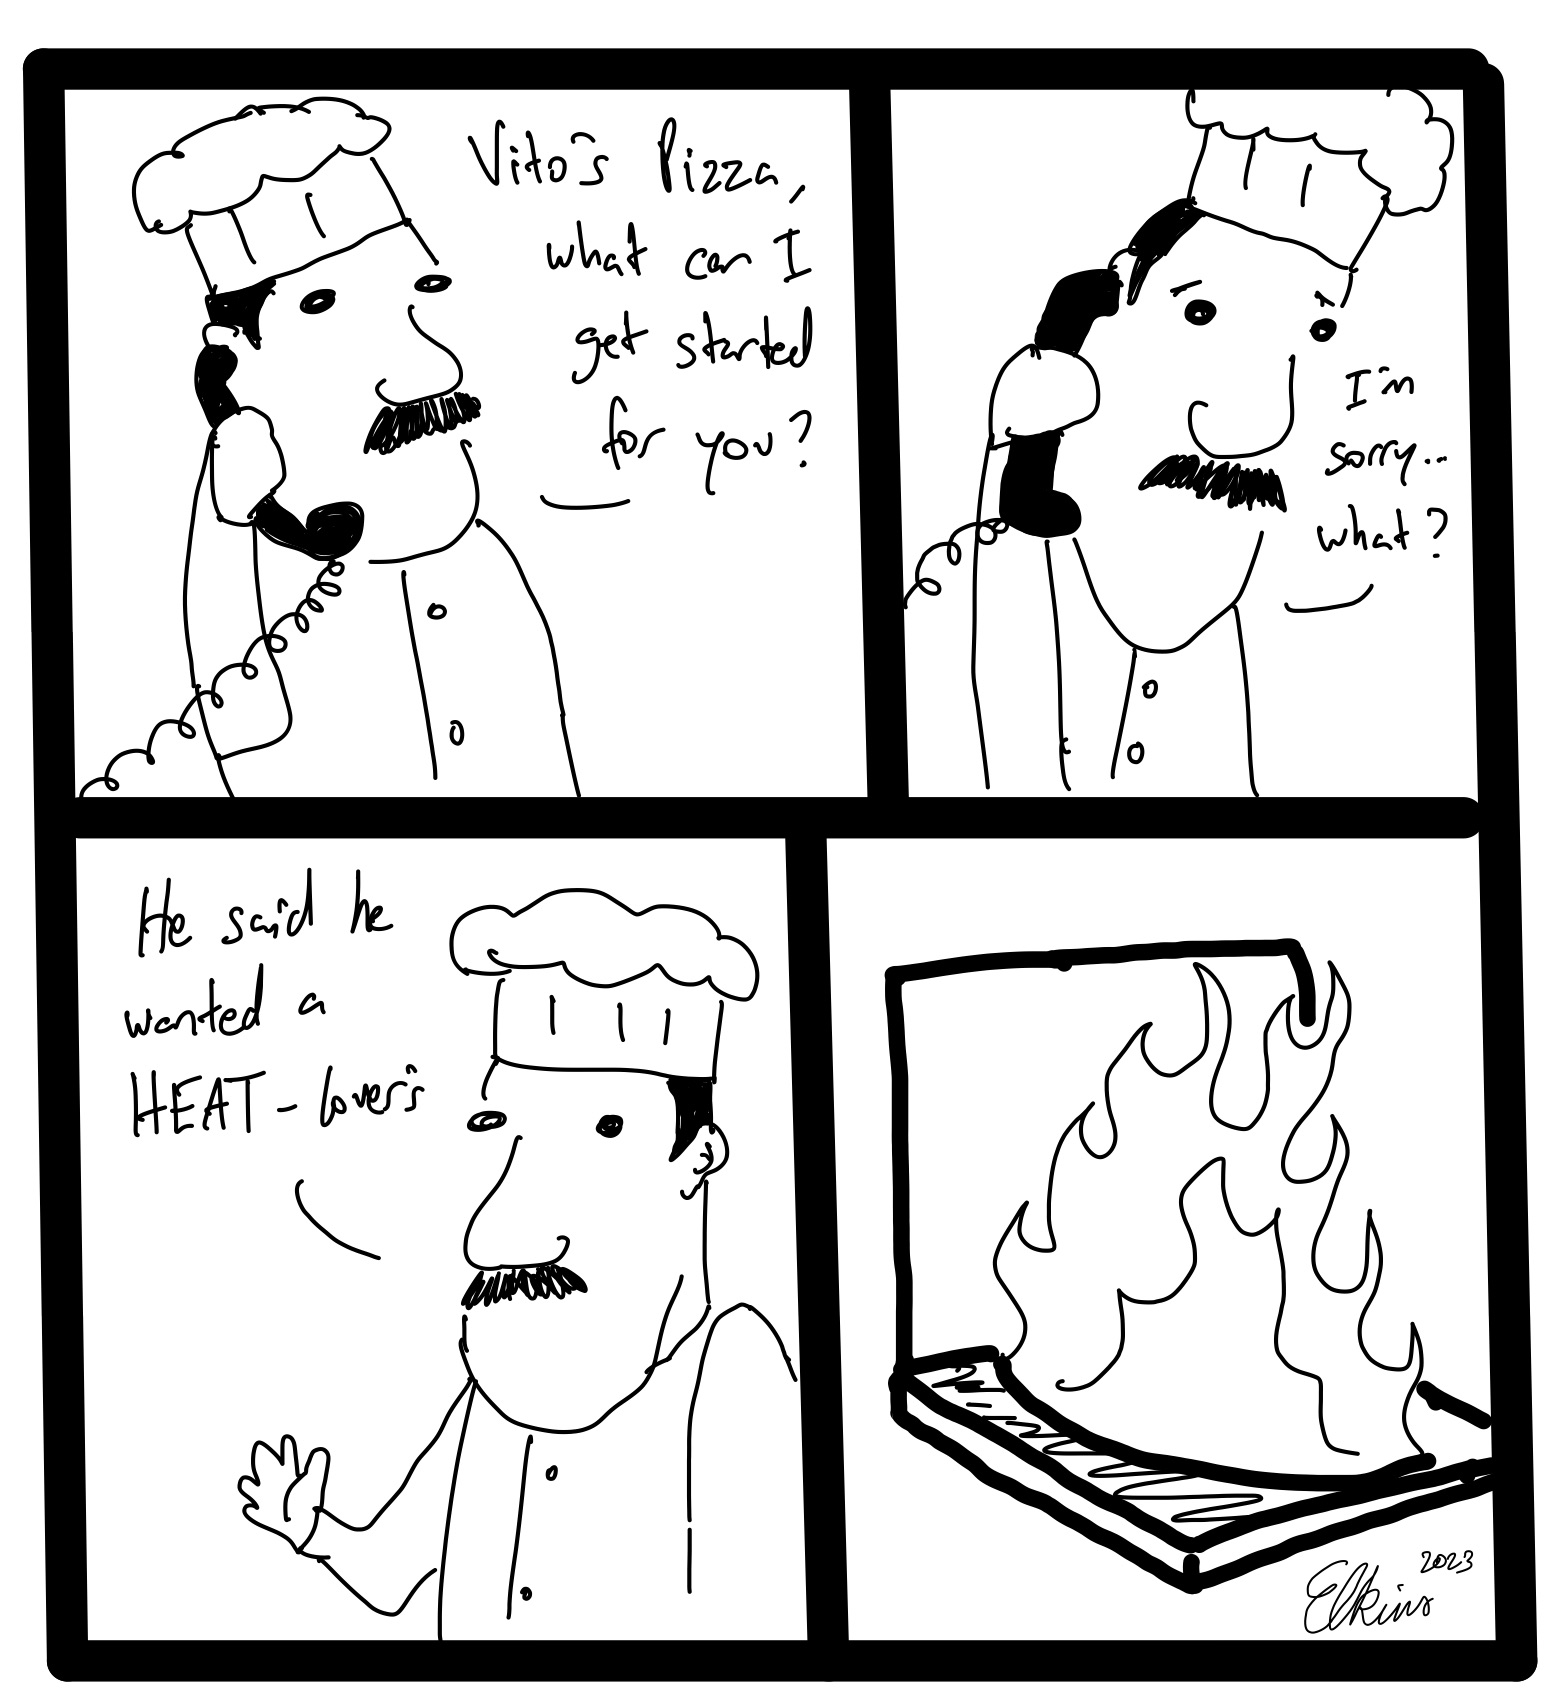 Vito's Pizza,
what can I
get started
for you?
I'm
sorry..
what?
He said he
wanted a
HEAT-lover's
2023
Elkins